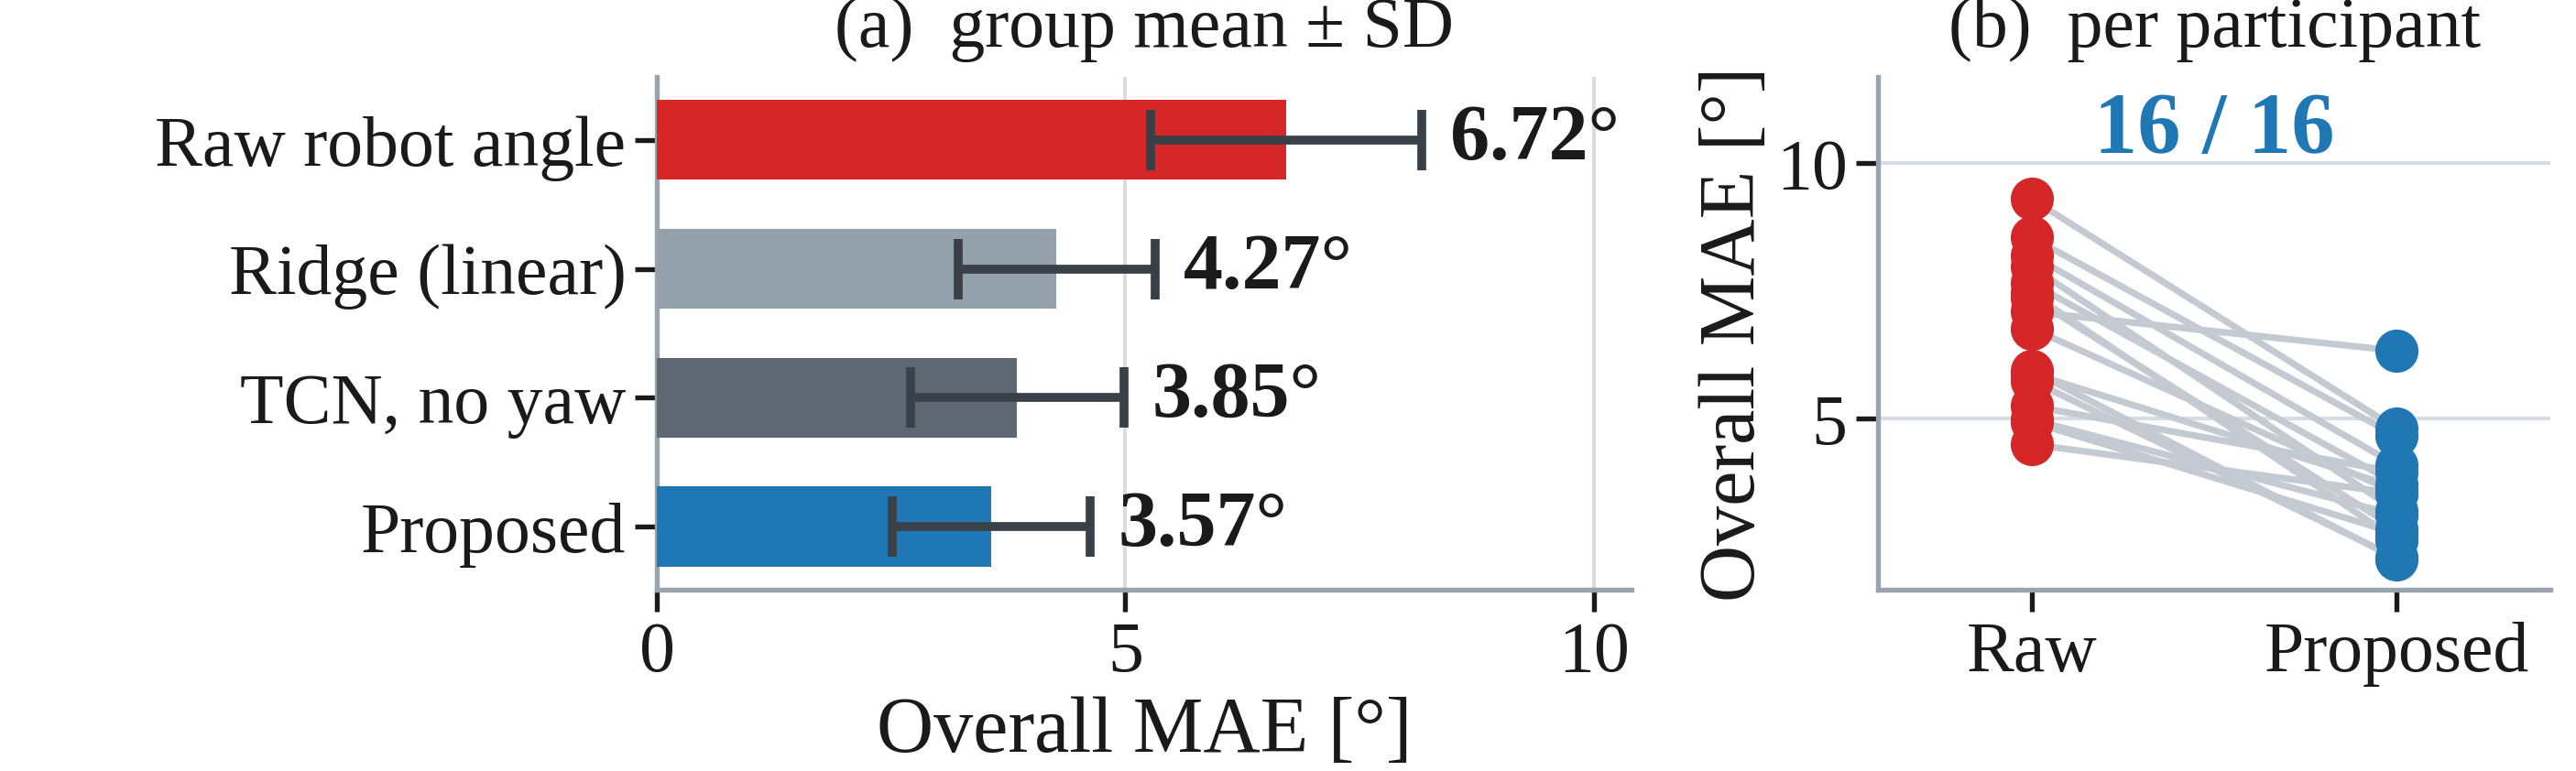 (a) group mean ± SD
Raw robot angle
6.72°
Ridge (linear)
4.27°
TCN, no yaw
3.85°
Proposed
3.57°
0 5 10
Overall MAE [°]
(b) per participant
16 / 16
Overall MAE [°]
10
5
Raw Proposed